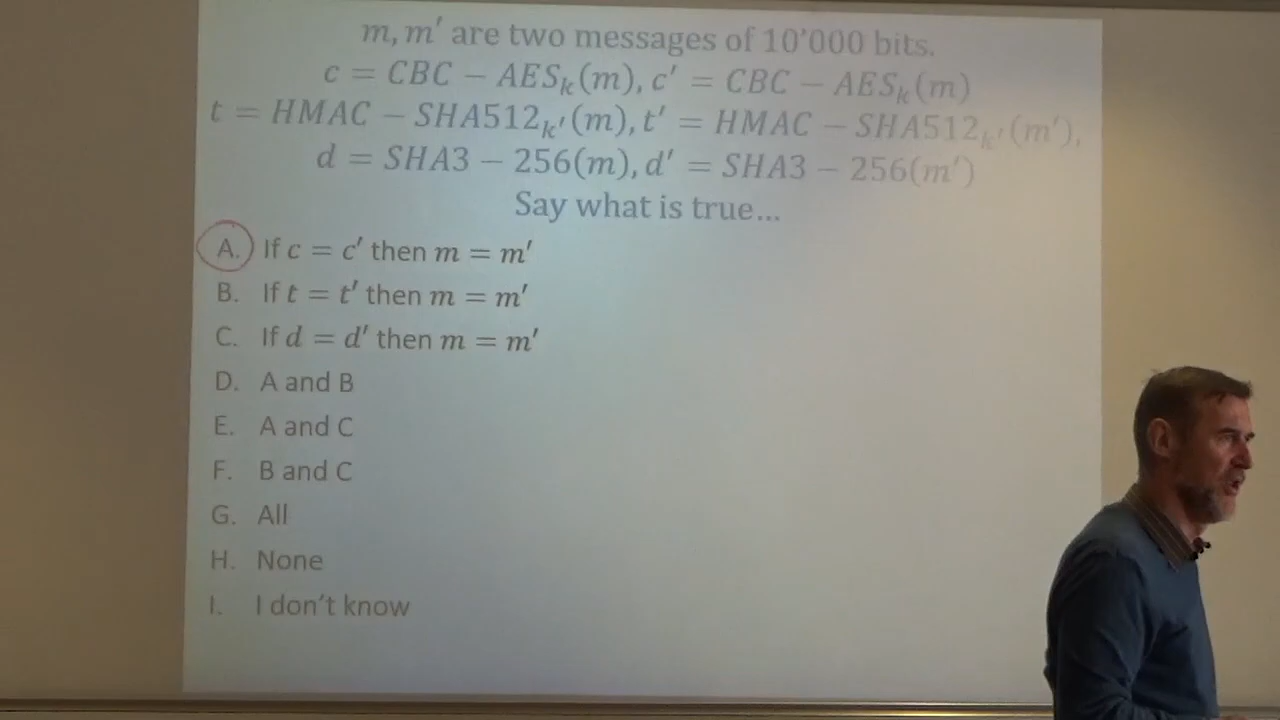 m, m′ are two messages of 10’000 bits.
c = CBC − AESₖ(m), c′ = CBC − AESₖ(m)
t = HMAC − SHA512ₖ′(m), t′ = HMAC − SHA512ₖ′(m′),
d = SHA3 − 256(m), d′ = SHA3 − 256(m′)
Say what is true…
A. If c = c′ then m = m′
B. If t = t′ then m = m′
C. If d = d′ then m = m′
D. A and B
E. A and C
F. B and C
G. All
H. None
I. I don’t know